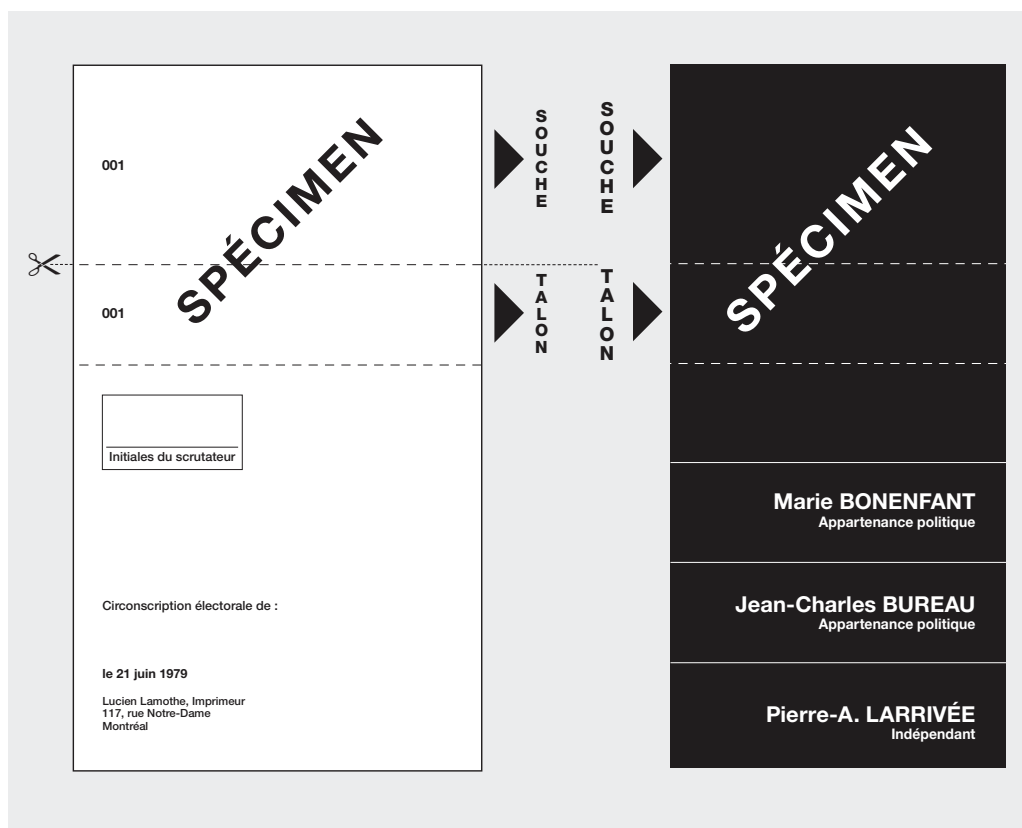 001
SPÉCIMEN
SOUCHE
001
TALON
Initiales du scrutateur
Circonscription électorale de :
le 21 juin 1979
Lucien Lamothe, Imprimeur
117, rue Notre-Dame
Montréal
SOUCHE
TALON
SPÉCIMEN
Marie BONENFANT
Appartenance politique
Jean-Charles BUREAU
Appartenance politique
Pierre-A. LARRIVÉE
Indépendant